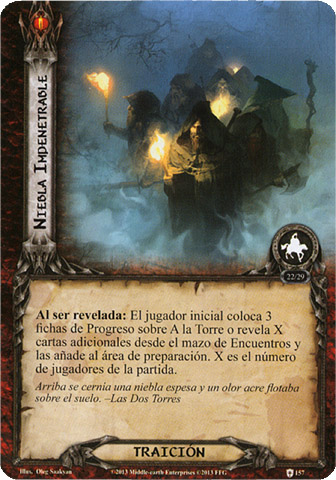 NIEBLA IMPENETRABLE
22/29
Al ser revelada: El jugador inicial coloca 3
fichas de Progreso sobre A la Torre o revela X
cartas adicionales desde el mazo de Encuentros y
las añade al área de preparación. X es el número
de jugadores de la partida.
Arriba se cernía una niebla espesa y un olor acre flotaba
sobre el suelo. –Las Dos Torres
TRAICIÓN
Illus. Oleg Saakyan
©2013 Middle-earth Enterprises ©2013 FFG
157